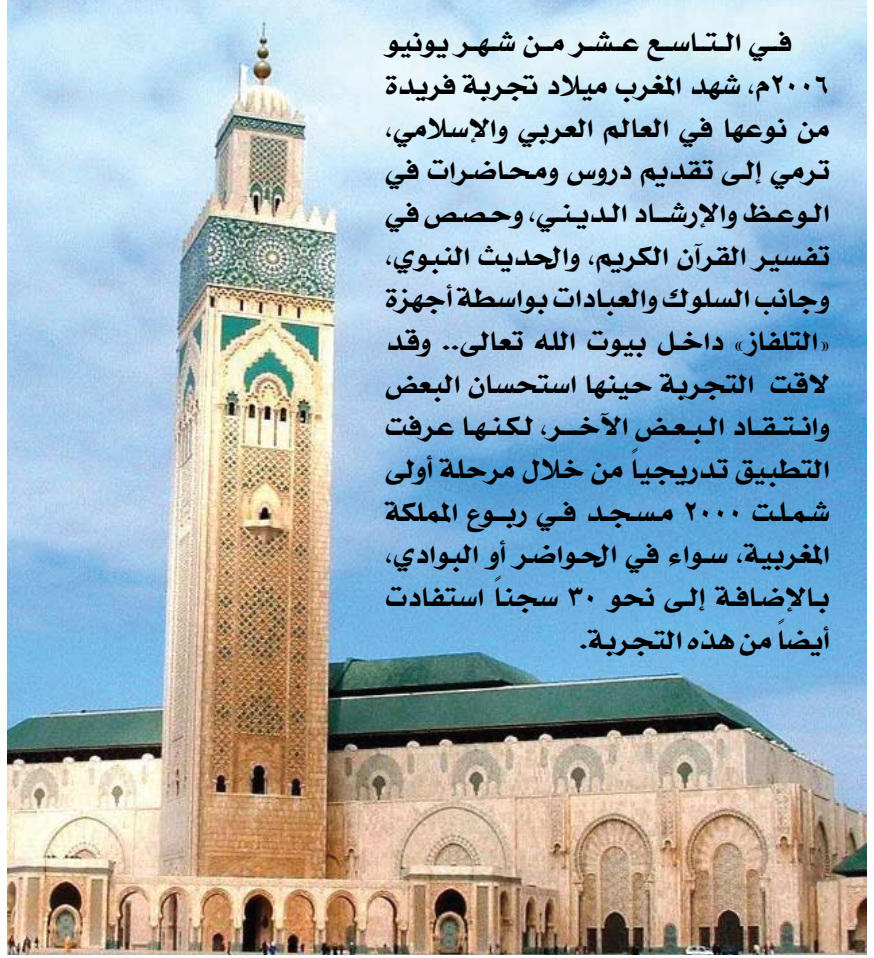 في التاسع عشر من شهر يونيو
٢٠٠٦م، شهد المغرب ميلاد تجربة فريدة
من نوعها في العالم العربي والإسلامي،
ترمي إلى تقديم دروس ومحاضرات في
الوعظ والإرشاد الديني، وحصص في
تفسير القرآن الكريم، والحديث النبوي،
وجانب السلوك والعبادات بواسطة أجهزة
«التلفاز» داخل بيوت الله تعالى.. وقد
لاقت التجربة حينها استحسان البعض
وانتقاد البعض الآخر، لكنها عرفت
التطبيق تدريجياً من خلال مرحلة أولى
شملت ٢٠٠٠ مسجد في ربوع المملكة
المغربية، سواء في الحواضر أو البوادي،
بالإضافة إلى نحو ٣٠ سجناً استفادت
أيضاً من هذه التجربة.